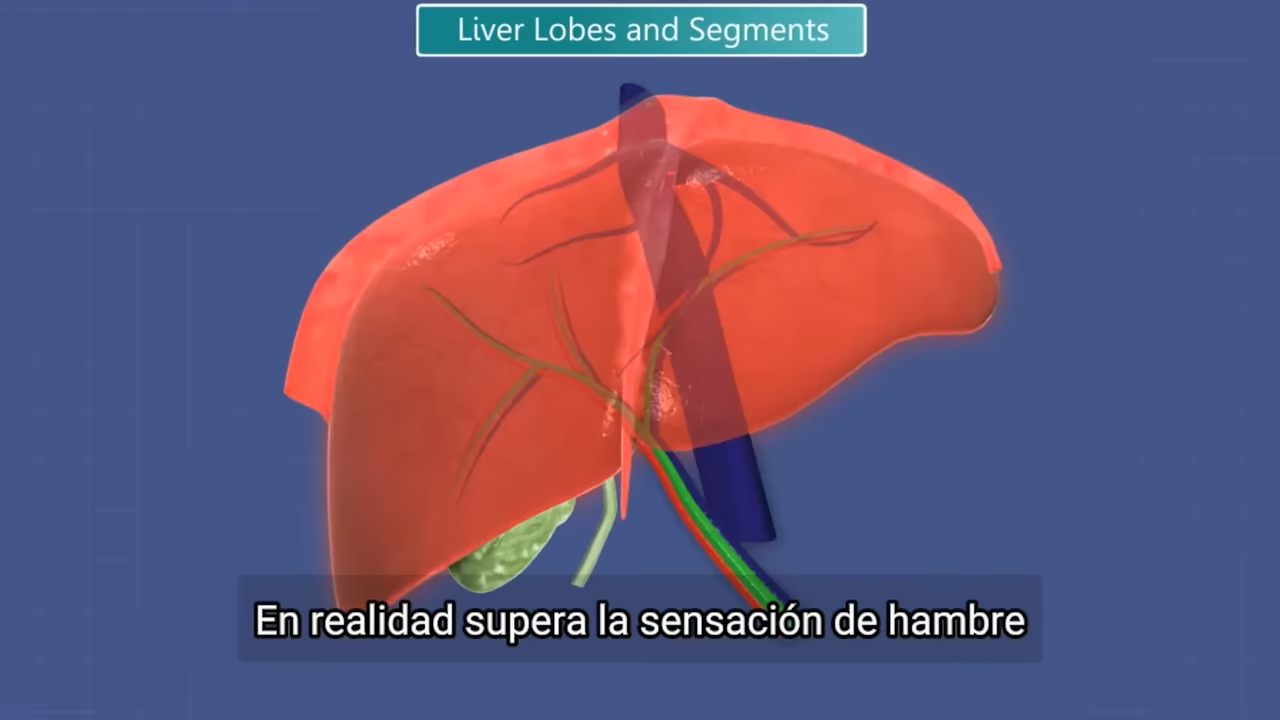 Liver Lobes and Segments
En realidad supera la sensación de hambre